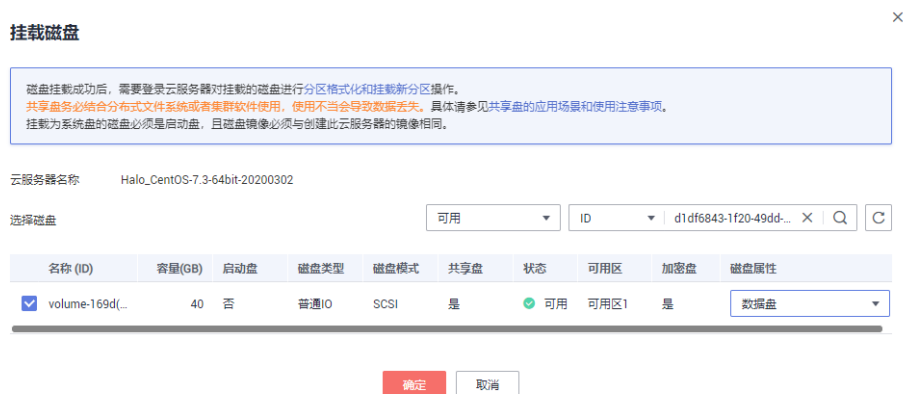 挂载磁盘
磁盘挂载成功后，需要登录云服务器对挂载的磁盘进行分区格式化和挂载新分区操作。
共享盘务必结合分布式文件系统或者集群软件使用，使用不当会导致数据丢失。具体请参见共享盘的应用场景和使用注意事项。
挂载为系统盘的磁盘必须是启动盘，且磁盘镜像必须与创建此云服务器的镜像相同。
云服务器名称 Halo_CentOS-7.3-64bit-20200302
选择磁盘 可用 ID d1df6843-1f20-49dd-...
名称 (ID) 容量(GB) 启动盘 磁盘类型 磁盘模式 共享盘 状态 可用区 加密盘 磁盘属性
volume-169d(... 40 否 普通IO SCSI 是 可用 可用区1 是 数据盘
确定 取消